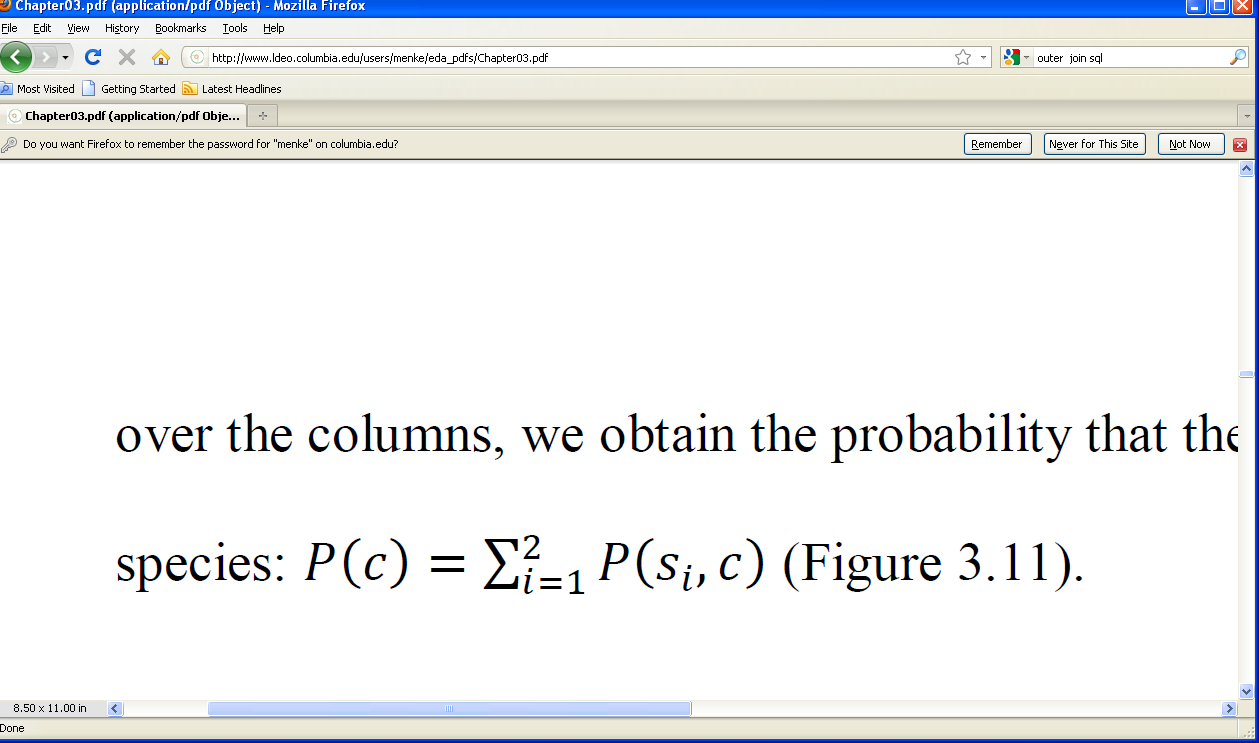 Chapter03.pdf (application/pdf Object) - Mozilla Firefox
File Edit View History Bookmarks Tools Help
http://www.ldeo.columbia.edu/users/menke/eda_pdfs/Chapter03.pdf outer join sql
Most Visited Getting Started Latest Headlines
Chapter03.pdf (application/pdf Obje...
Do you want Firefox to remember the password for "menke" on columbia.edu? Remember Never for This Site Not Now
over the columns, we obtain the probability that the
species: P(c) = ∑²ᵢ₌₁ P(sᵢ, c) (Figure 3.11).
8.50 x 11.00 in
Done